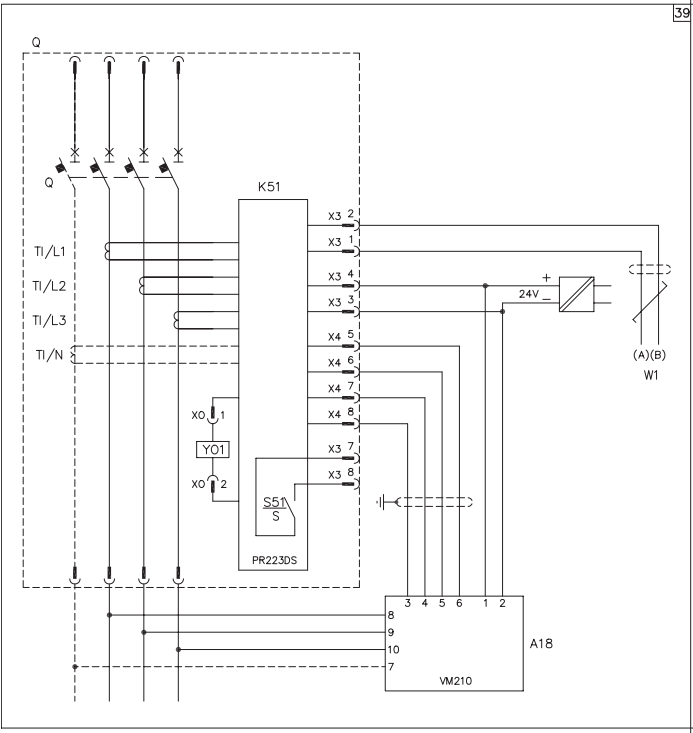 39
Q
Q
K51
X3 2
X3 1
TI/L1
X3 4
+
TI/L2
24V
−
X3 3
TI/L3
X4 5
TI/N
(A)(B)
X4 6
W1
X4 7
X0 1
X4 8
Y01
X3 7
X0 2
X3 8
S51
S
PR223DS
3 4 5 6 1 2
8
9
A18
10
7
VM210